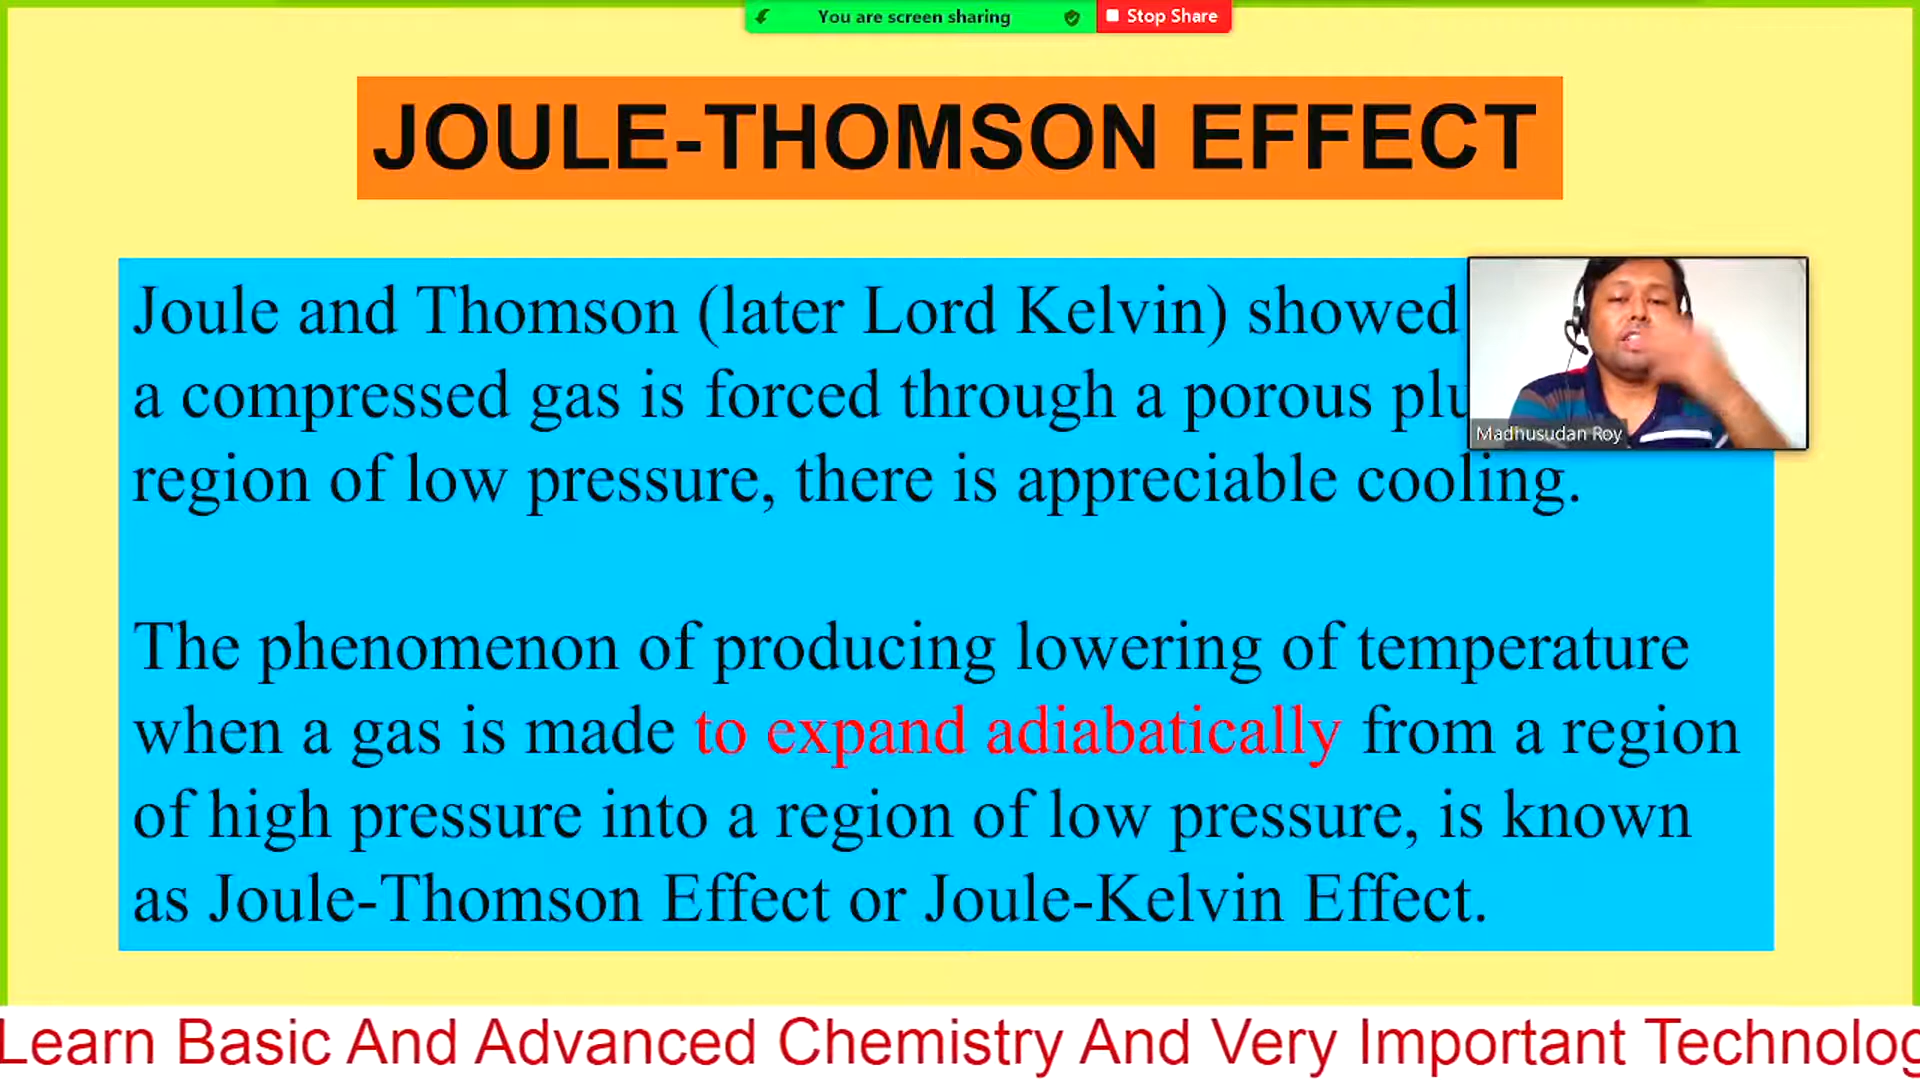 You are screen sharing
Stop Share
JOULE-THOMSON EFFECT
Joule and Thomson (later Lord Kelvin) showed
a compressed gas is forced through a porous
region of low pressure, there is appreciable cooling.
Madhusudan Roy
The phenomenon of producing lowering of temperature
when a gas is made to expand adiabatically from a region
of high pressure into a region of low pressure, is known
as Joule-Thomson Effect or Joule-Kelvin Effect.
Learn Basic And Advanced Chemistry And Very Important